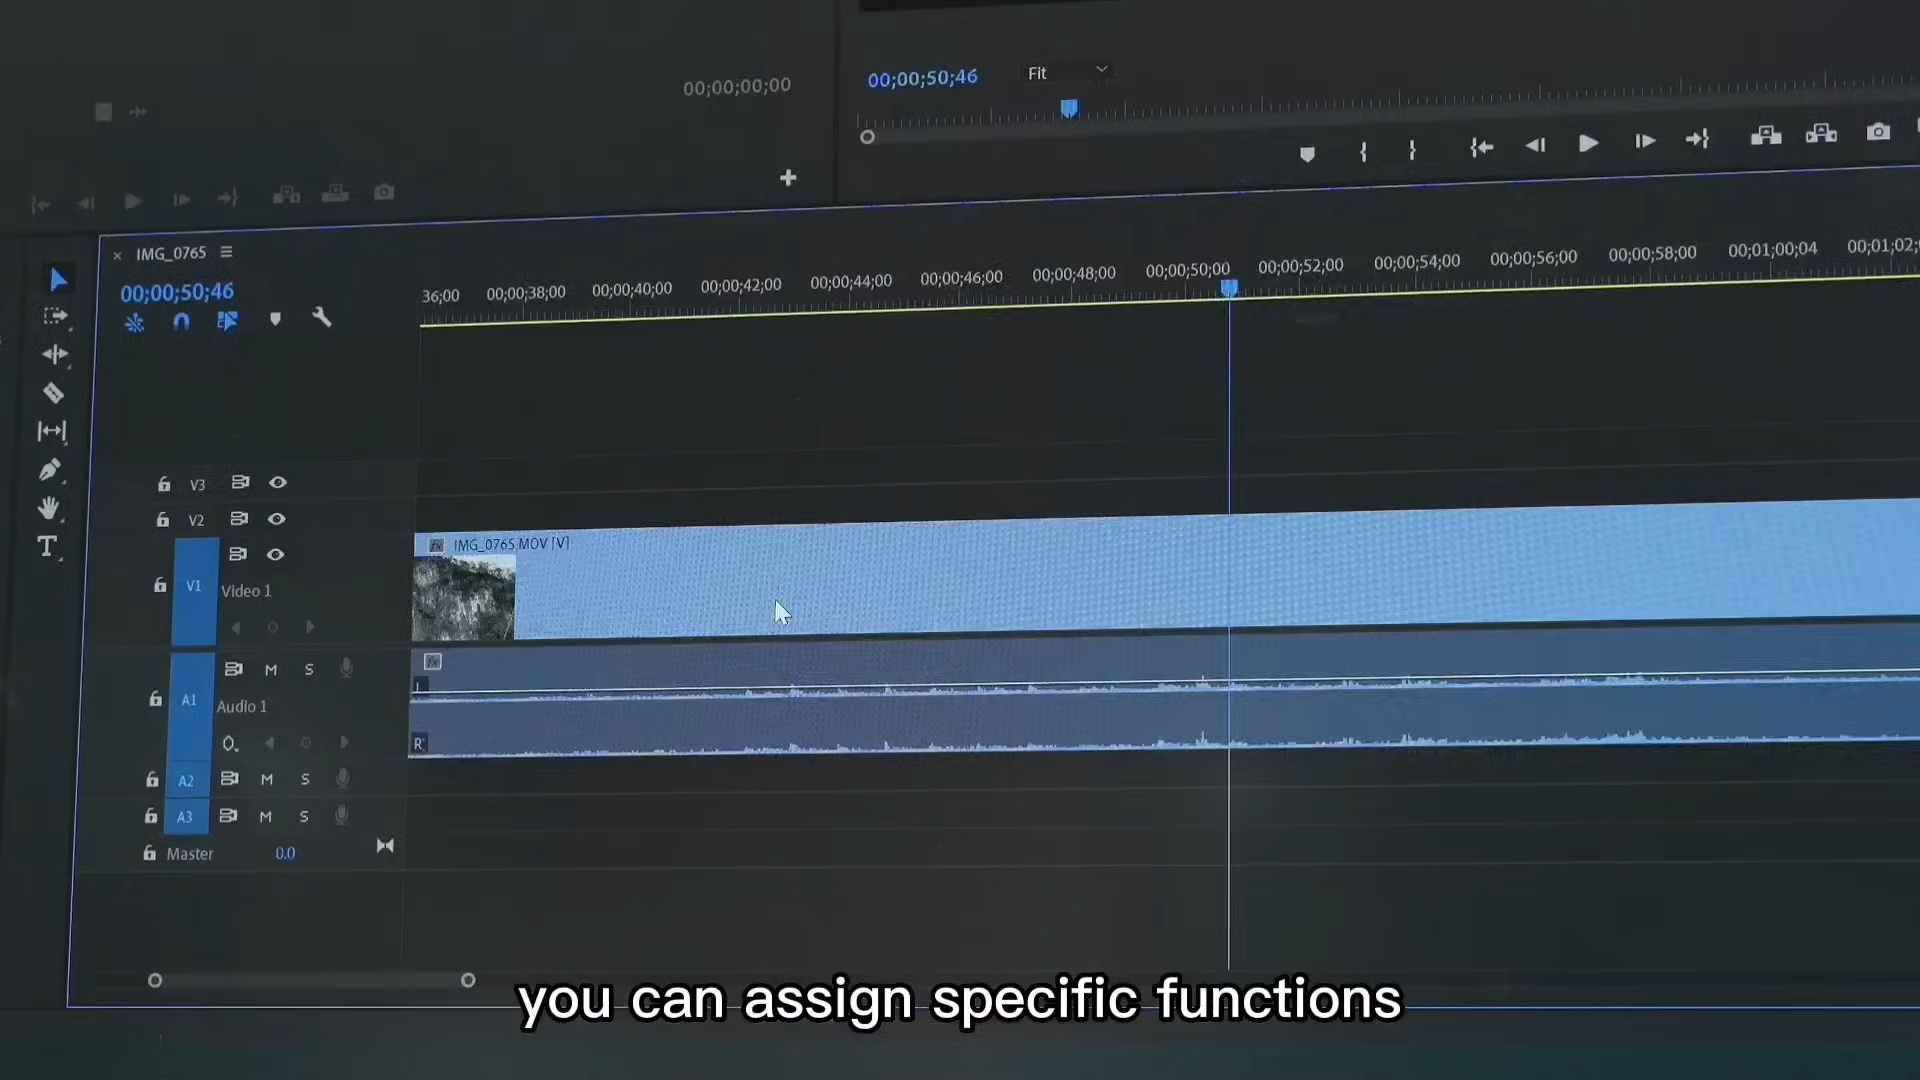 00;00;00;00
00;00;50;46
Fit
IMG_0765
00;00;50;46
36;00
00;00;38;00
00;00;40;00
00;00;42;00
00;00;44;00
00;00;46;00
00;00;48;00
00;00;50;00
00;00;52;00
00;00;54;00
00;00;56;00
00;00;58;00
00;01;00;04
00;01;02;
V3
V2
fx IMG_0765.MOV [V]
V1
Video 1
fx
A1
M S
L
Audio 1
R
A2 M S
A3 M S
Master 0.0
T
you can assign specific functions